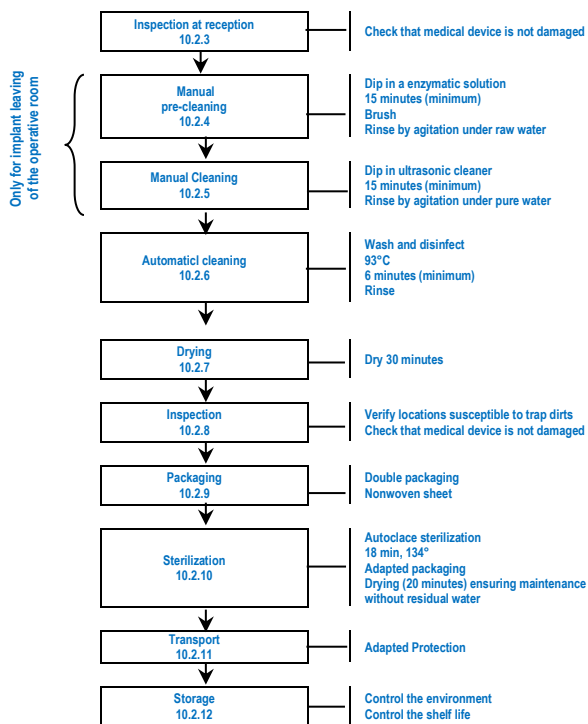 Inspection at reception
10.2.3
Check that medical device is not damaged
Only for implant leaving
of the operative room
Manual
pre-cleaning
10.2.4
Dip in a enzymatic solution
15 minutes (minimum)
Brush
Rinse by agitation under raw water
Manual Cleaning
10.2.5
Dip in ultrasonic cleaner
15 minutes (minimum)
Rinse by agitation under pure water
Automaticl cleaning
10.2.6
Wash and disinfect
93°C
6 minutes (minimum)
Rinse
Drying
10.2.7
Dry 30 minutes
Inspection
10.2.8
Verify locations susceptible to trap dirts
Check that medical device is not damaged
Packaging
10.2.9
Double packaging
Nonwoven sheet
Sterilization
10.2.10
Autoclace sterilization
18 min, 134°
Adapted packaging
Drying (20 minutes) ensuring maintenance
without residual water
Transport
10.2.11
Adapted Protection
Storage
10.2.12
Control the environment
Control the shelf life